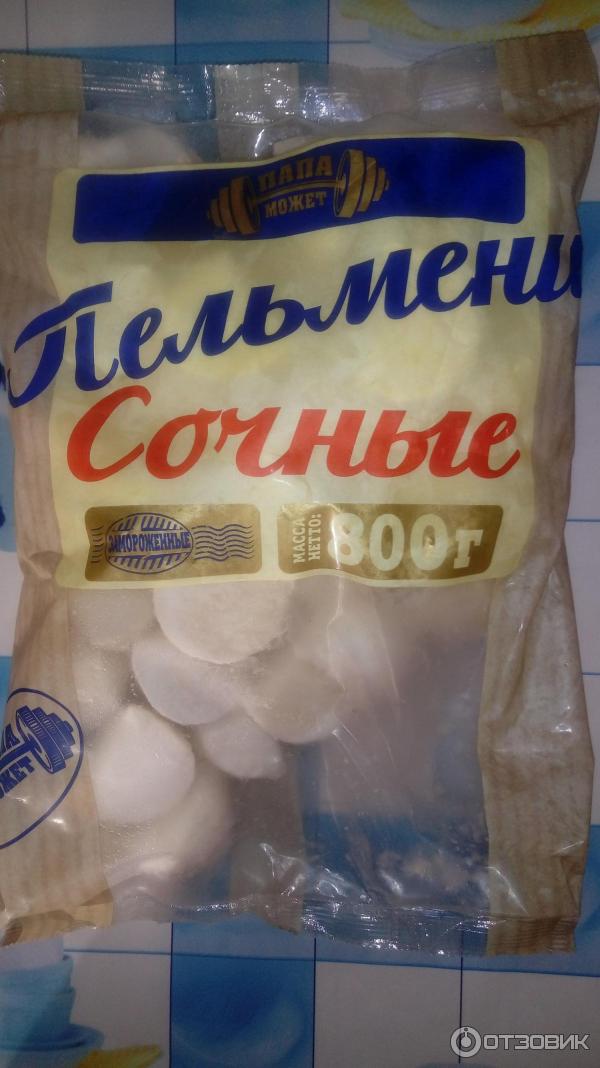 ПАПА
МОЖЕТ
Пельмени
Сочные
ЗАМОРОЖЕННЫЕ
МАССА
НЕТТО:
800г
ПАПА
МОЖЕТ
ОТЗОВИК